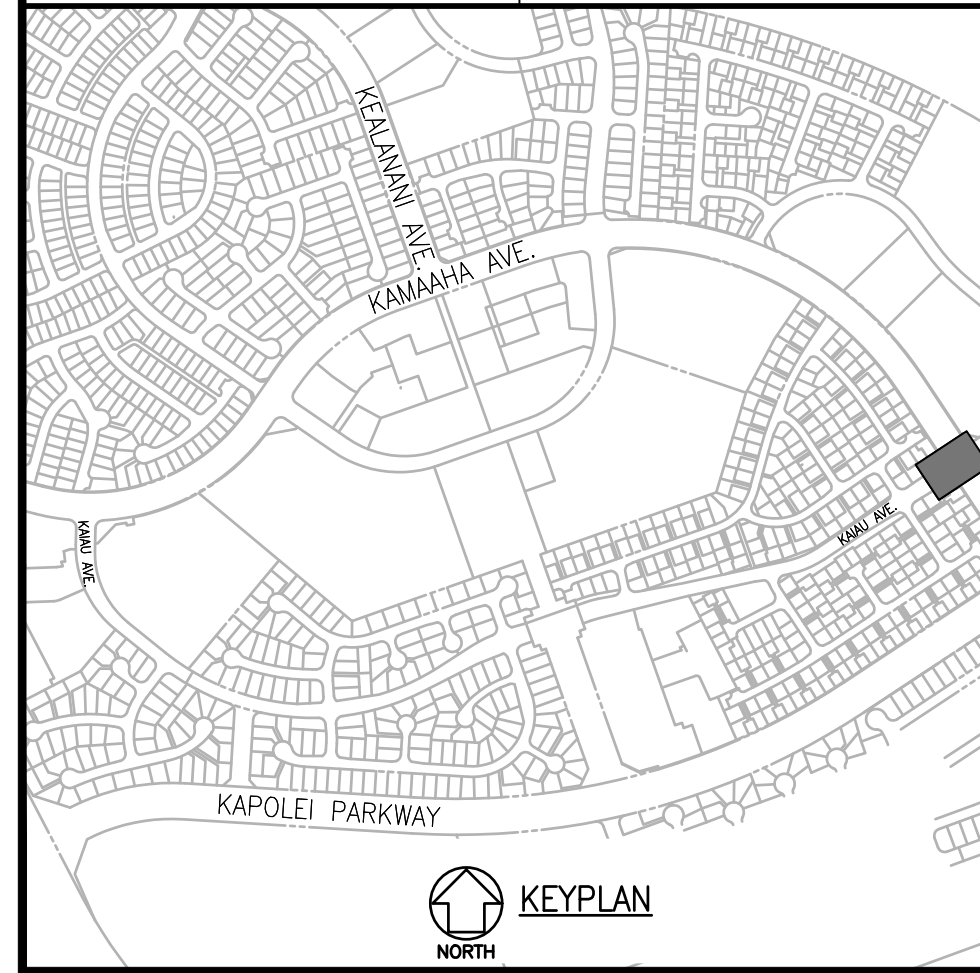 KEALANANI AVE.
KAMAAHA AVE.
KAIAU AVE.
KAIAU AVE.
KAPOLEI PARKWAY
KEYPLAN
NORTH